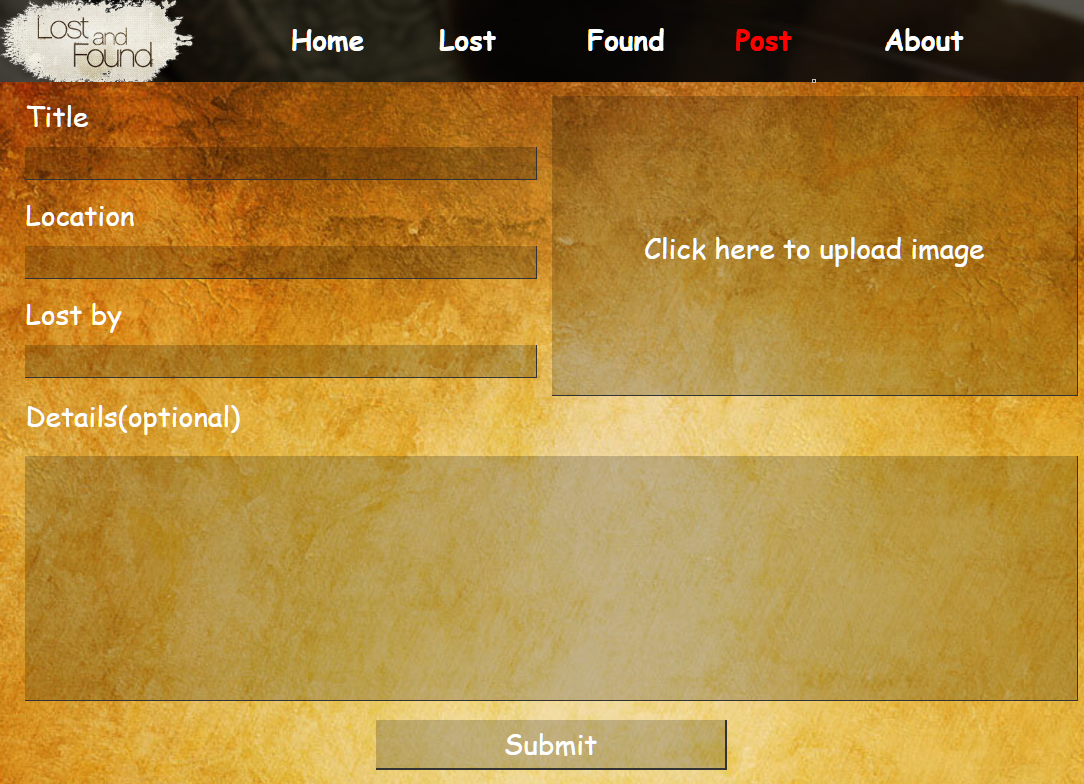 Lost
and
Found
Home Lost Found Post About
Title
Location
Lost by
Click here to upload image
Details(optional)
Submit